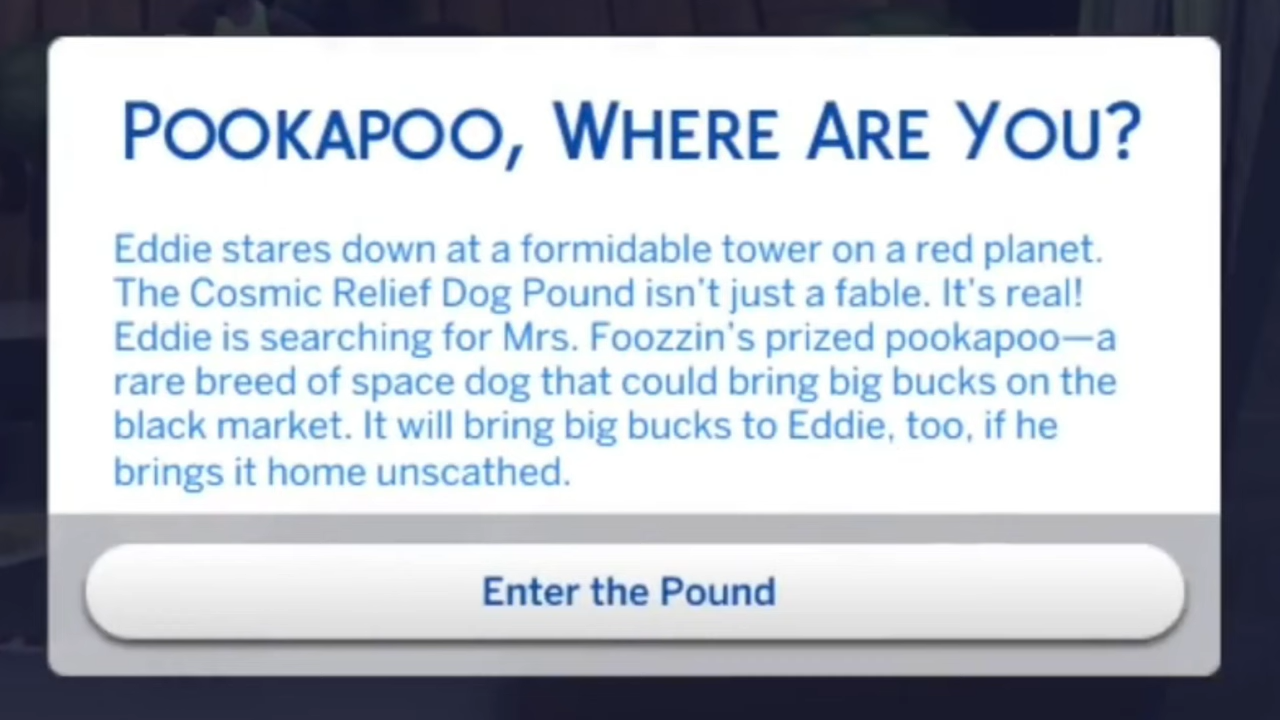 POOKAPOO, WHERE ARE YOU?
Eddie stares down at a formidable tower on a red planet.
The Cosmic Relief Dog Pound isn't just a fable. It's real!
Eddie is searching for Mrs. Foozzin's prized pookapoo—a
rare breed of space dog that could bring big bucks on the
black market. It will bring big bucks to Eddie, too, if he
brings it home unscathed.
Enter the Pound